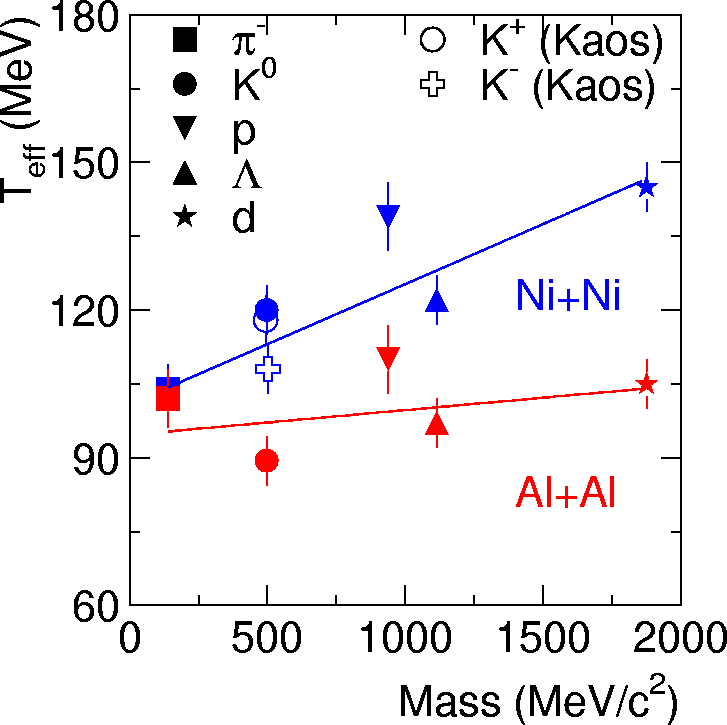 T_eff (MeV)
180
150
120
90
60
π⁻
K⁰
p
Λ
d
K⁺ (Kaos)
K⁻ (Kaos)
Ni+Ni
Al+Al
0 500 1000 1500 2000
Mass (MeV/c²)